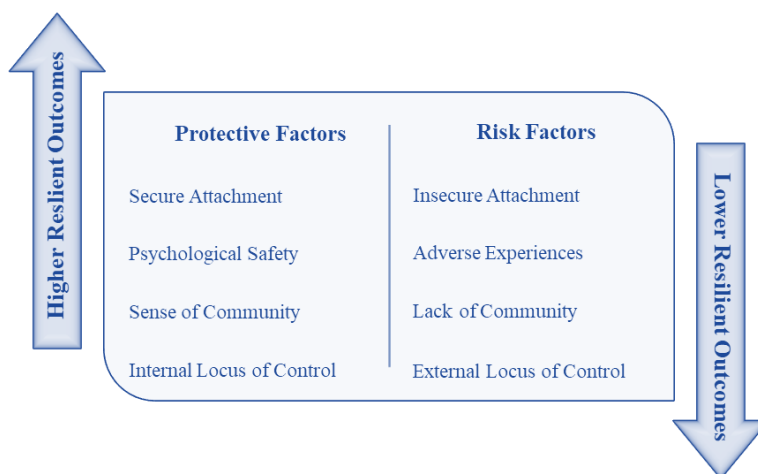 Higher Reslient Outcomes
Protective Factors
Secure Attachment
Psychological Safety
Sense of Community
Internal Locus of Control
Risk Factors
Insecure Attachment
Adverse Experiences
Lack of Community
External Locus of Control
Lower Resilient Outcomes